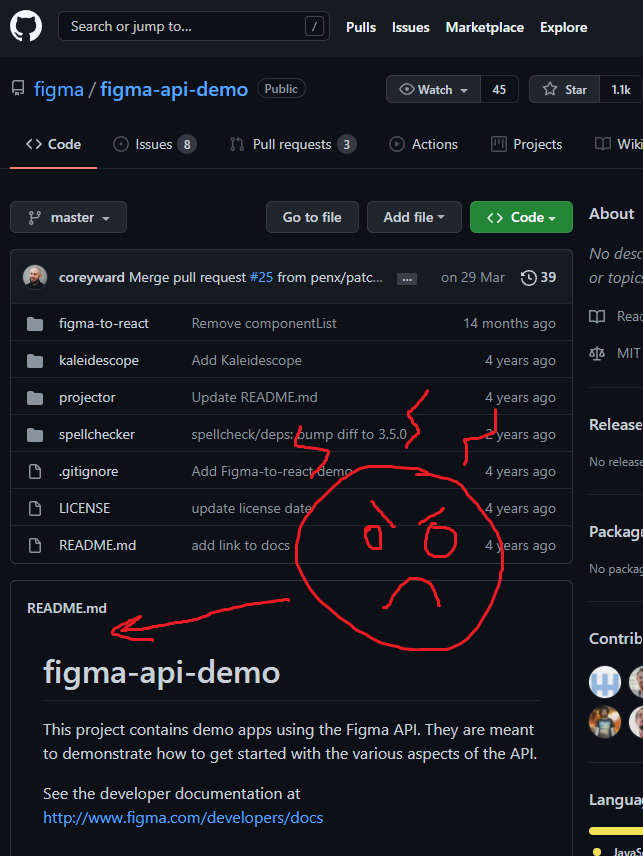 Search or jump to... /
Pulls Issues Marketplace Explore
figma / figma-api-demo Public
Watch 45 Star 1.1k
Code Issues 8 Pull requests 3 Actions Projects Wiki
master Go to file Add file Code
About
coreyward Merge pull request #25 from penx/patc... ... on 29 Mar 39
No desc
or topics
figma-to-react Remove componentList 14 months ago
Read
kaleidescope Add Kaleidescope 4 years ago
MIT
projector Update README.md 4 years ago
Release
spellchecker spellcheck/deps: bump diff to 3.5.0 2 years ago
No release
.gitignore Add Figma-to-react demo 4 years ago
LICENSE update license date 4 years ago
Package
README.md add link to docs 4 years ago
No packag
README.md
Contrib
figma-api-demo
This project contains demo apps using the Figma API. They are meant
to demonstrate how to get started with the various aspects of the API.
See the developer documentation at
http://www.figma.com/developers/docs
Languag
JavaS